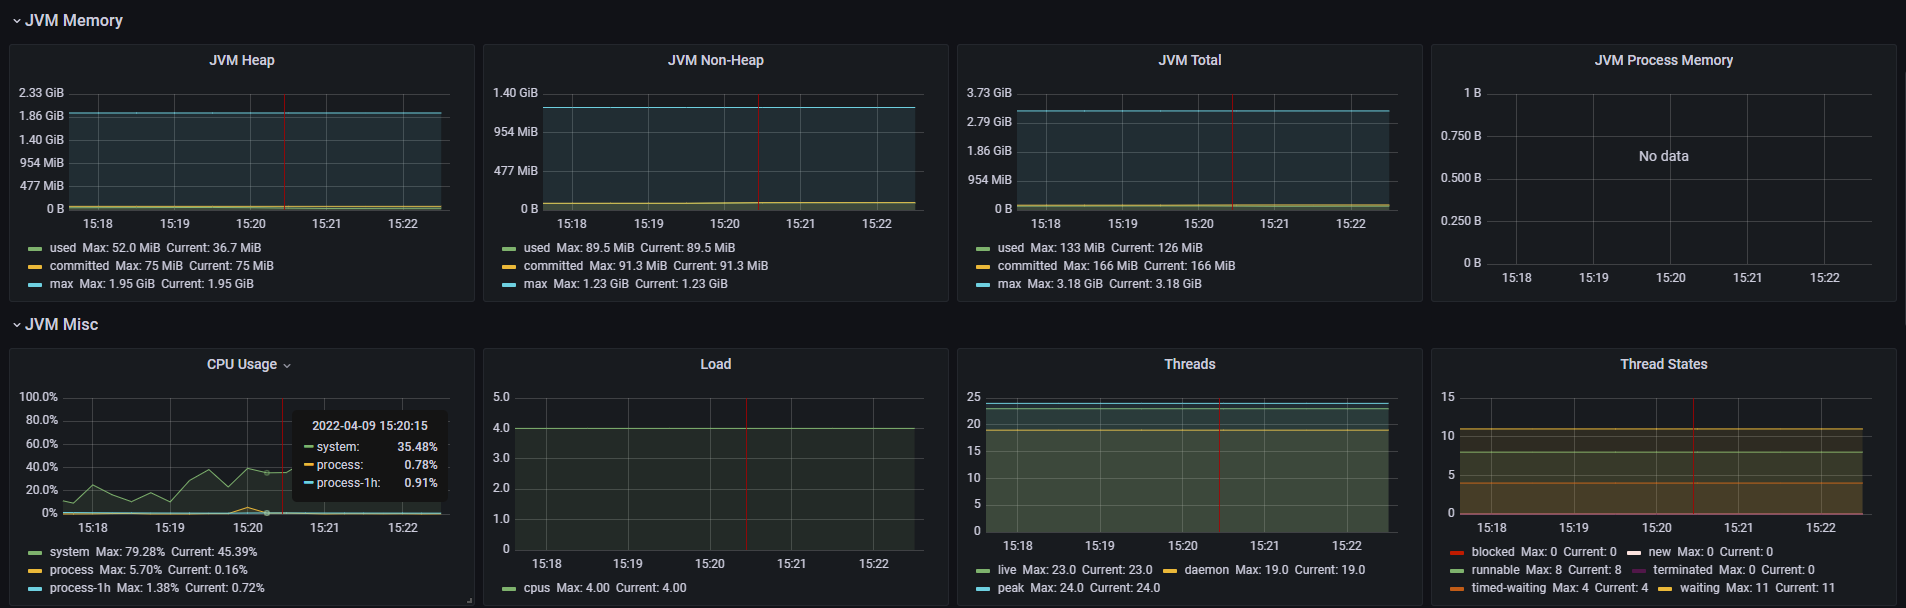 JVM Memory
JVM Heap
2.33 GiB
1.86 GiB
1.40 GiB
954 MiB
477 MiB
0 B
15:18 15:19 15:20 15:21 15:22
used Max: 52.0 MiB Current: 36.7 MiB
committed Max: 75 MiB Current: 75 MiB
max Max: 1.95 GiB Current: 1.95 GiB
JVM Non-Heap
1.40 GiB
954 MiB
477 MiB
0 B
15:18 15:19 15:20 15:21 15:22
used Max: 89.5 MiB Current: 89.5 MiB
committed Max: 91.3 MiB Current: 91.3 MiB
max Max: 1.23 GiB Current: 1.23 GiB
JVM Total
3.73 GiB
2.79 GiB
1.86 GiB
954 MiB
0 B
15:18 15:19 15:20 15:21 15:22
used Max: 133 MiB Current: 126 MiB
committed Max: 166 MiB Current: 166 MiB
max Max: 3.18 GiB Current: 3.18 GiB
JVM Process Memory
1 B
0.750 B
No data
0.500 B
0.250 B
0 B
15:18 15:19 15:20 15:21 15:22
JVM Misc
CPU Usage
100.0%
80.0%
60.0%
40.0%
20.0%
0%
2022-04-09 15:20:15
system: 35.48%
process: 0.78%
process-1h: 0.91%
15:18 15:19 15:20 15:21 15:22
system Max: 79.28% Current: 45.39%
process Max: 5.70% Current: 0.16%
process-1h Max: 1.38% Current: 0.72%
Load
5.0
4.0
3.0
2.0
1.0
0
15:18 15:19 15:20 15:21 15:22
cpus Max: 4.00 Current: 4.00
Threads
25
20
15
10
5
0
15:18 15:19 15:20 15:21 15:22
live Max: 23.0 Current: 23.0 daemon Max: 19.0 Current: 19.0
peak Max: 24.0 Current: 24.0
Thread States
15
10
5
0
15:18 15:19 15:20 15:21 15:22
blocked Max: 0 Current: 0 new Max: 0 Current: 0
runnable Max: 8 Current: 8 terminated Max: 0 Current: 0
timed-waiting Max: 4 Current: 4 waiting Max: 11 Current: 11